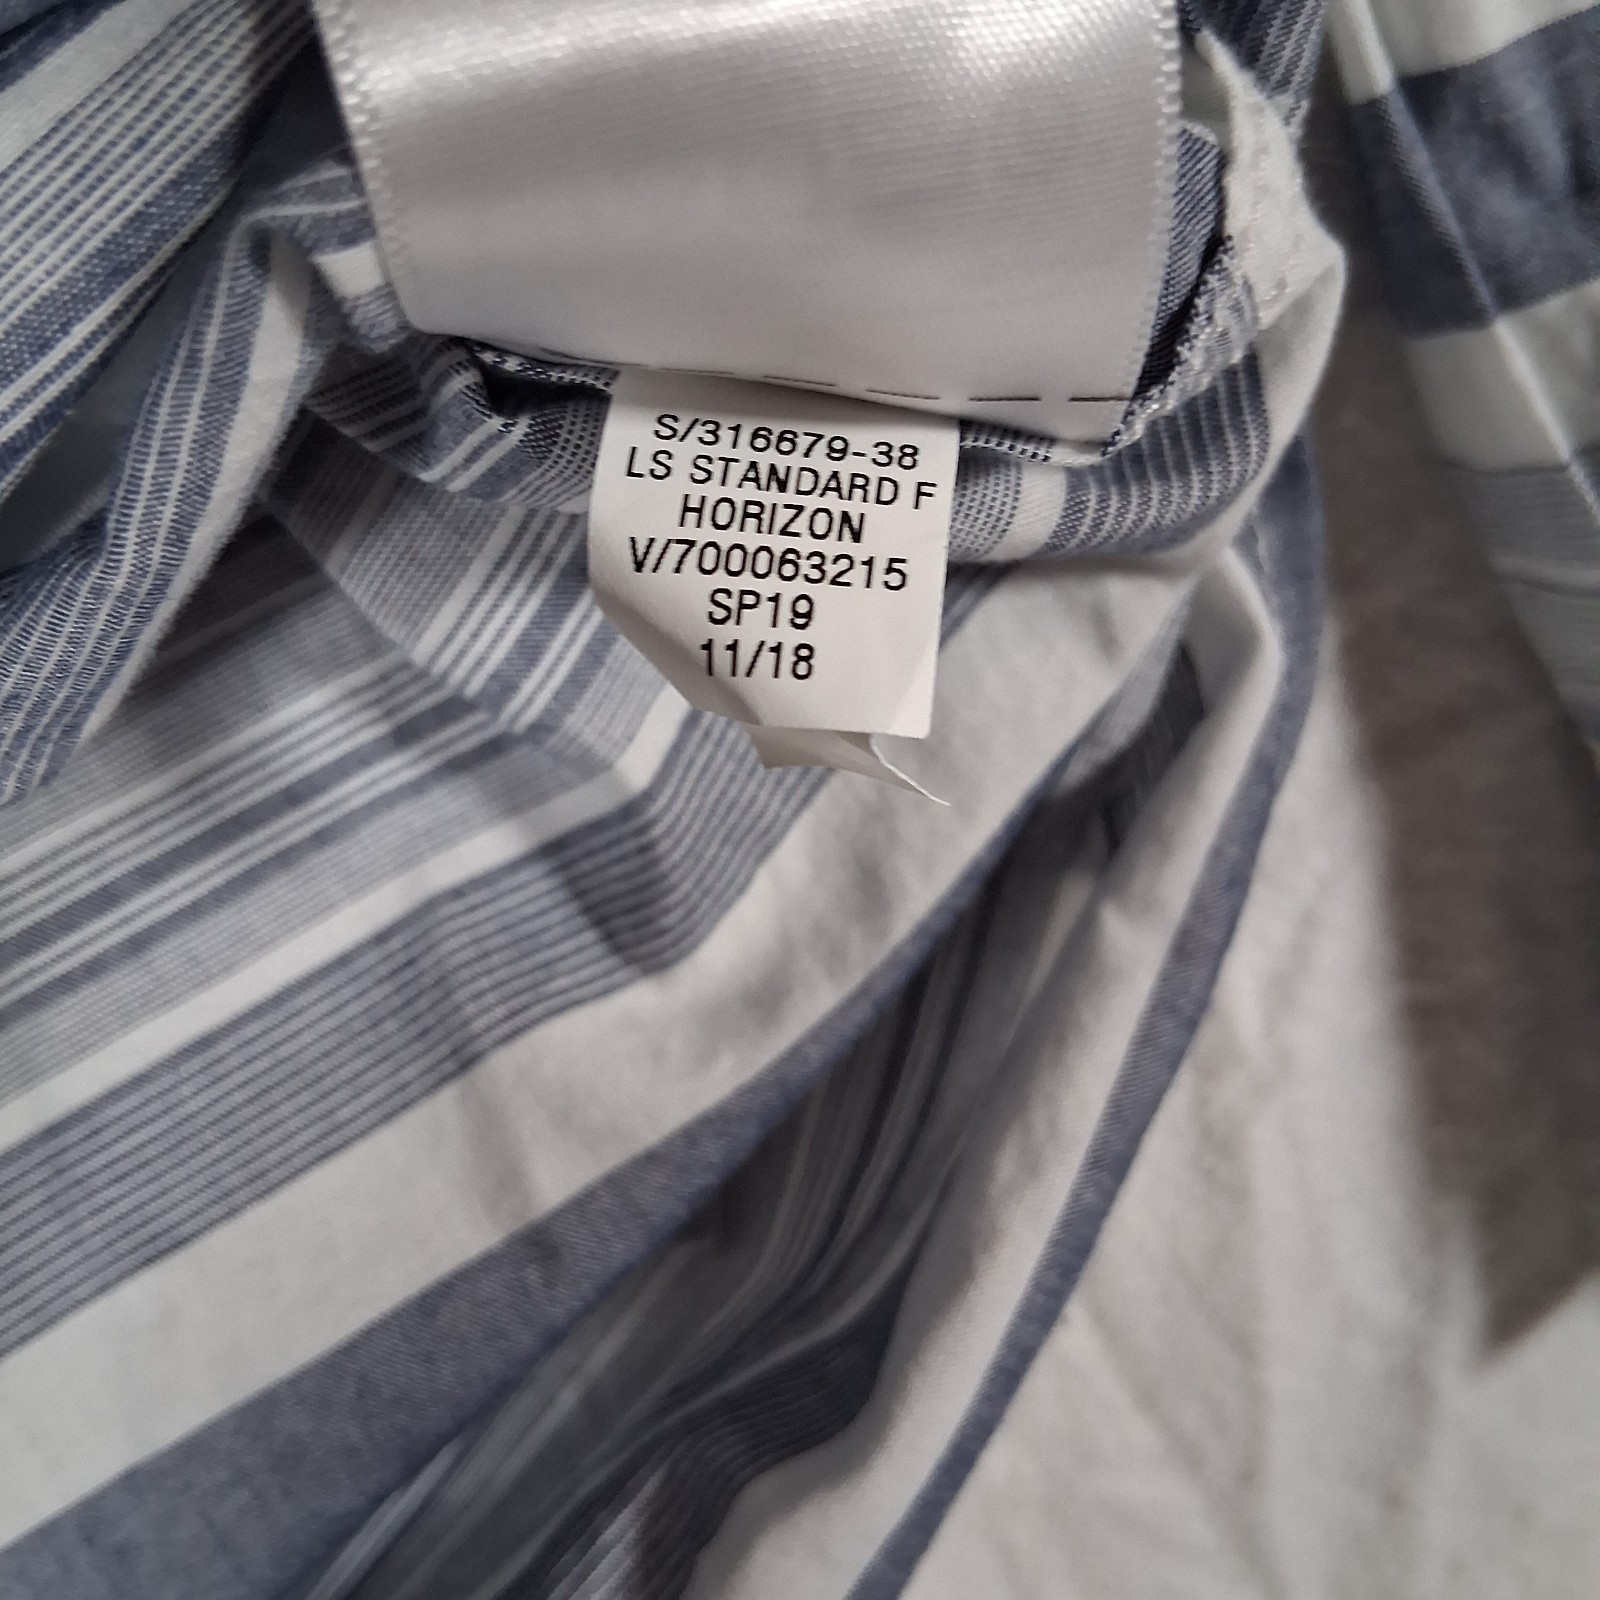 S/316679-38
LS STANDARD F
HORIZON
V/700063215
SP19
11/18